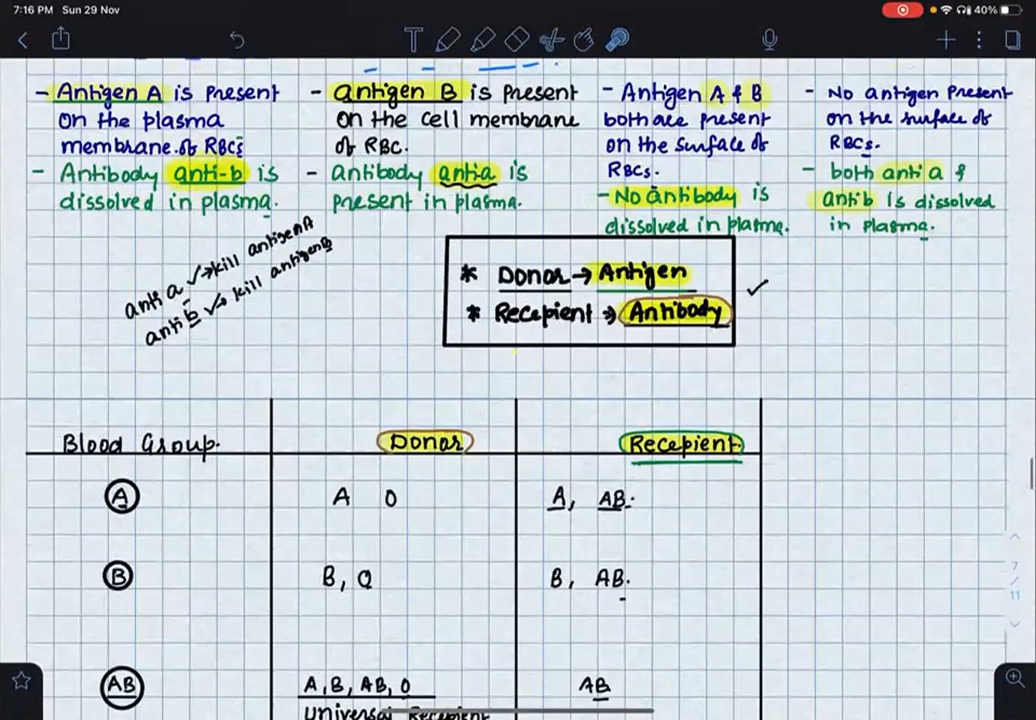 7:16 PM Sun 29 Nov
40%
T
- Antigen A is present
on the plasma
membrane of RBCs
- Antibody anti-b is
dissolved in plasma.
- antigen B is present
on the cell membrane
of RBC.
- antibody anti a is
present in plasma.
- Antigen A & B
both are present
on the surface of
RBCs.
- No antibody is
dissolved in plasma.
- No antigen present
on the surface of
RBCs.
- both anti a &
anti b is dissolved
in plasma.
anti a ✓→ kill antigen A
anti b ✓→ kill antigen B
* Donor → Antigen
* Recipient → Antibody
✓
Blood Group. Donor Recepient
A A O A, AB.
B B, O B, AB.
AB A, B, AB, O AB
Universal Recepient
7
/
11